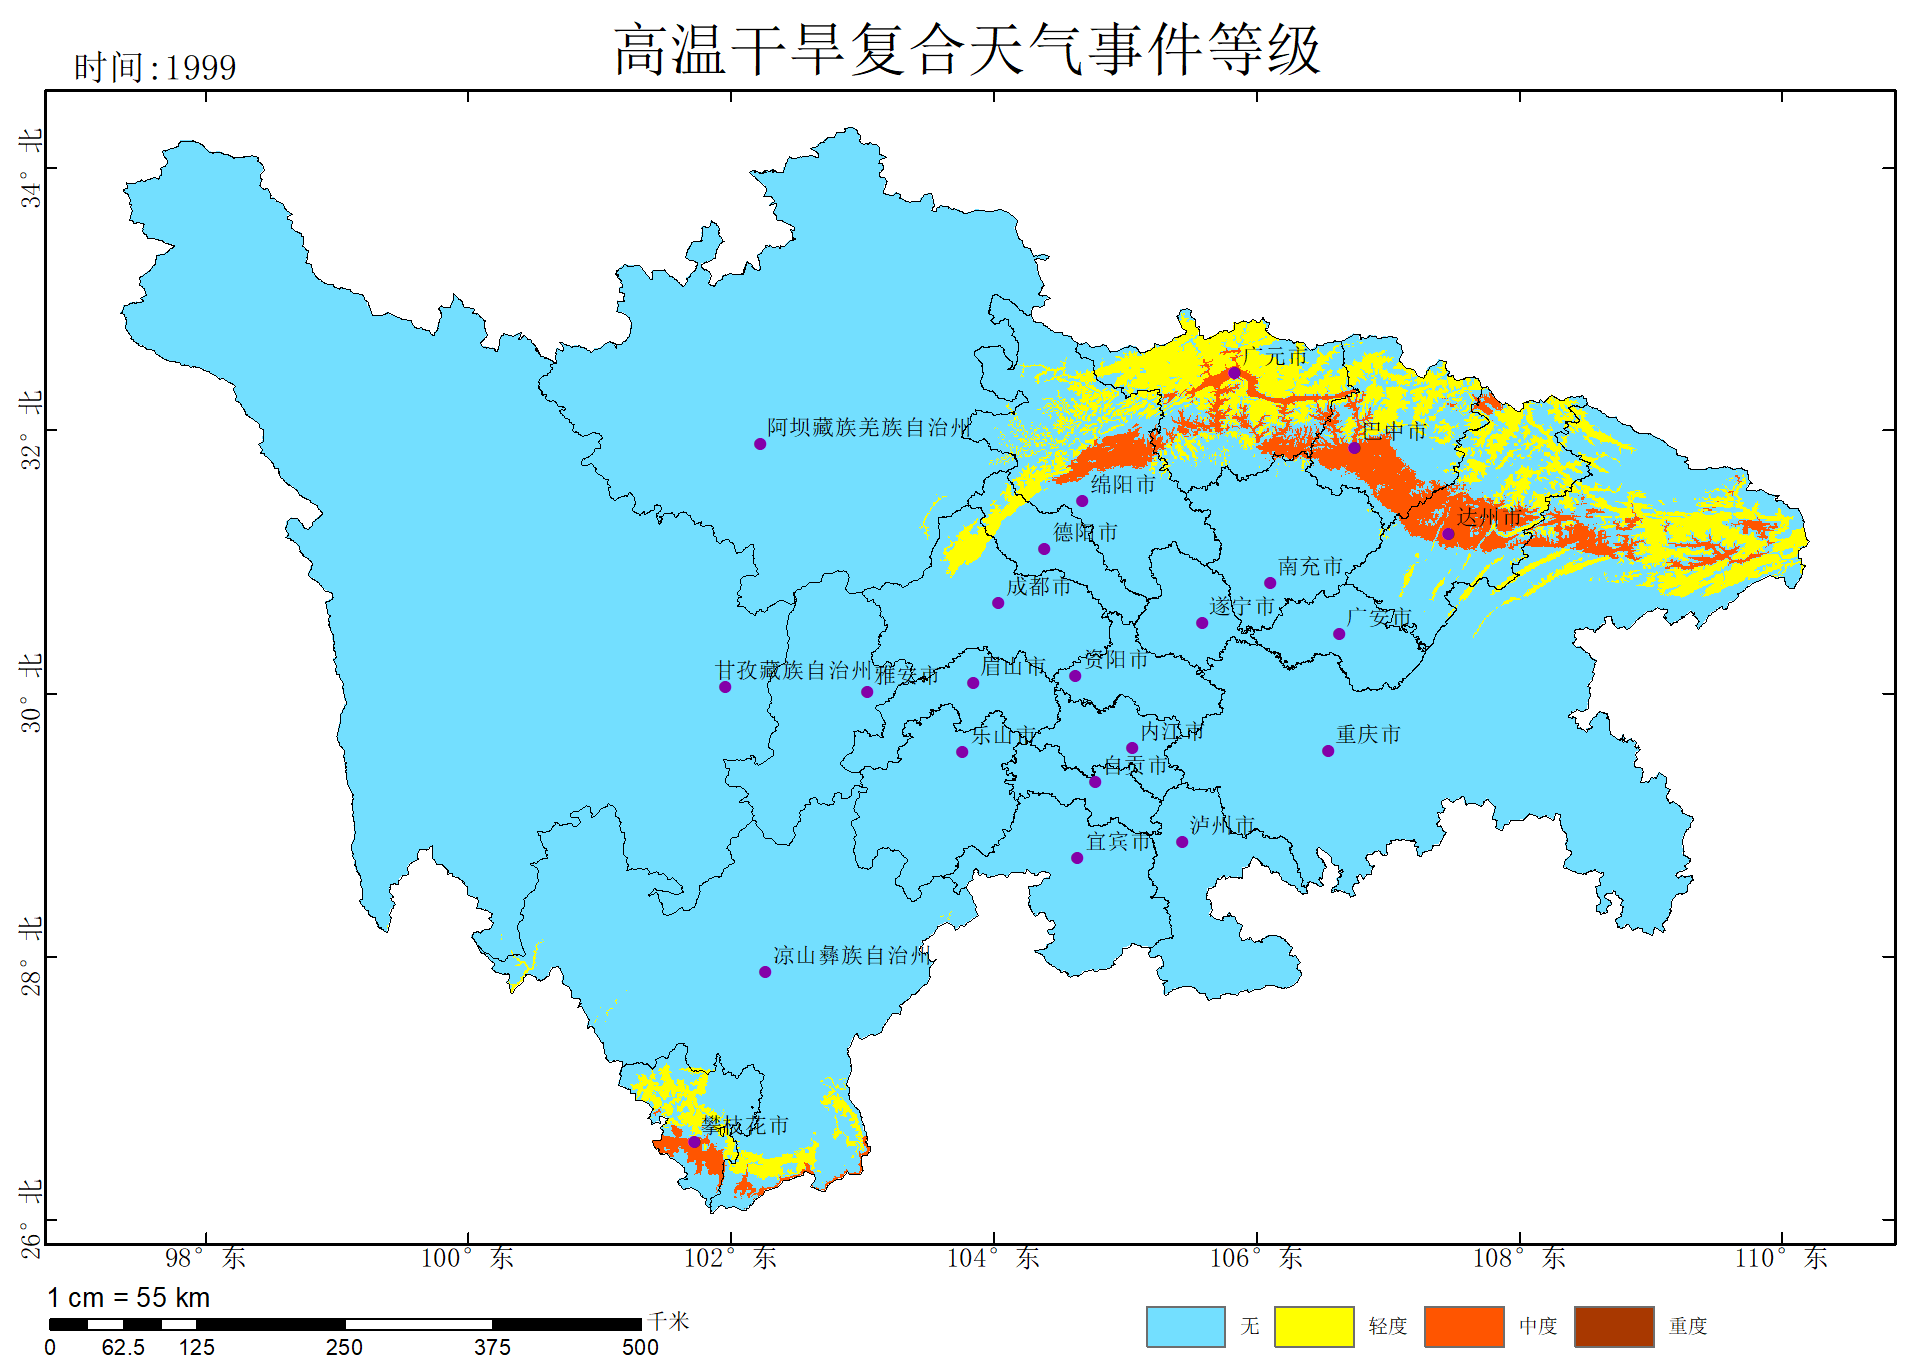 高温干旱复合天气事件等级
时间:1999
34° 北
32° 北
30° 北
28° 北
26° 北
广元市
阿坝藏族羌族自治州
巴中市
绵阳市
达州市
德阳市
南充市
成都市
遂宁市
广安市
甘孜藏族自治州
雅安市
眉山市
资阳市
乐山市
内江市
重庆市
自贡市
泸州市
宜宾市
凉山彝族自治州
攀枝花市
98° 东
100° 东
102° 东
104° 东
106° 东
108° 东
110° 东
1 cm = 55 km
千米
0 62.5 125 250 375 500
无 轻度 中度 重度